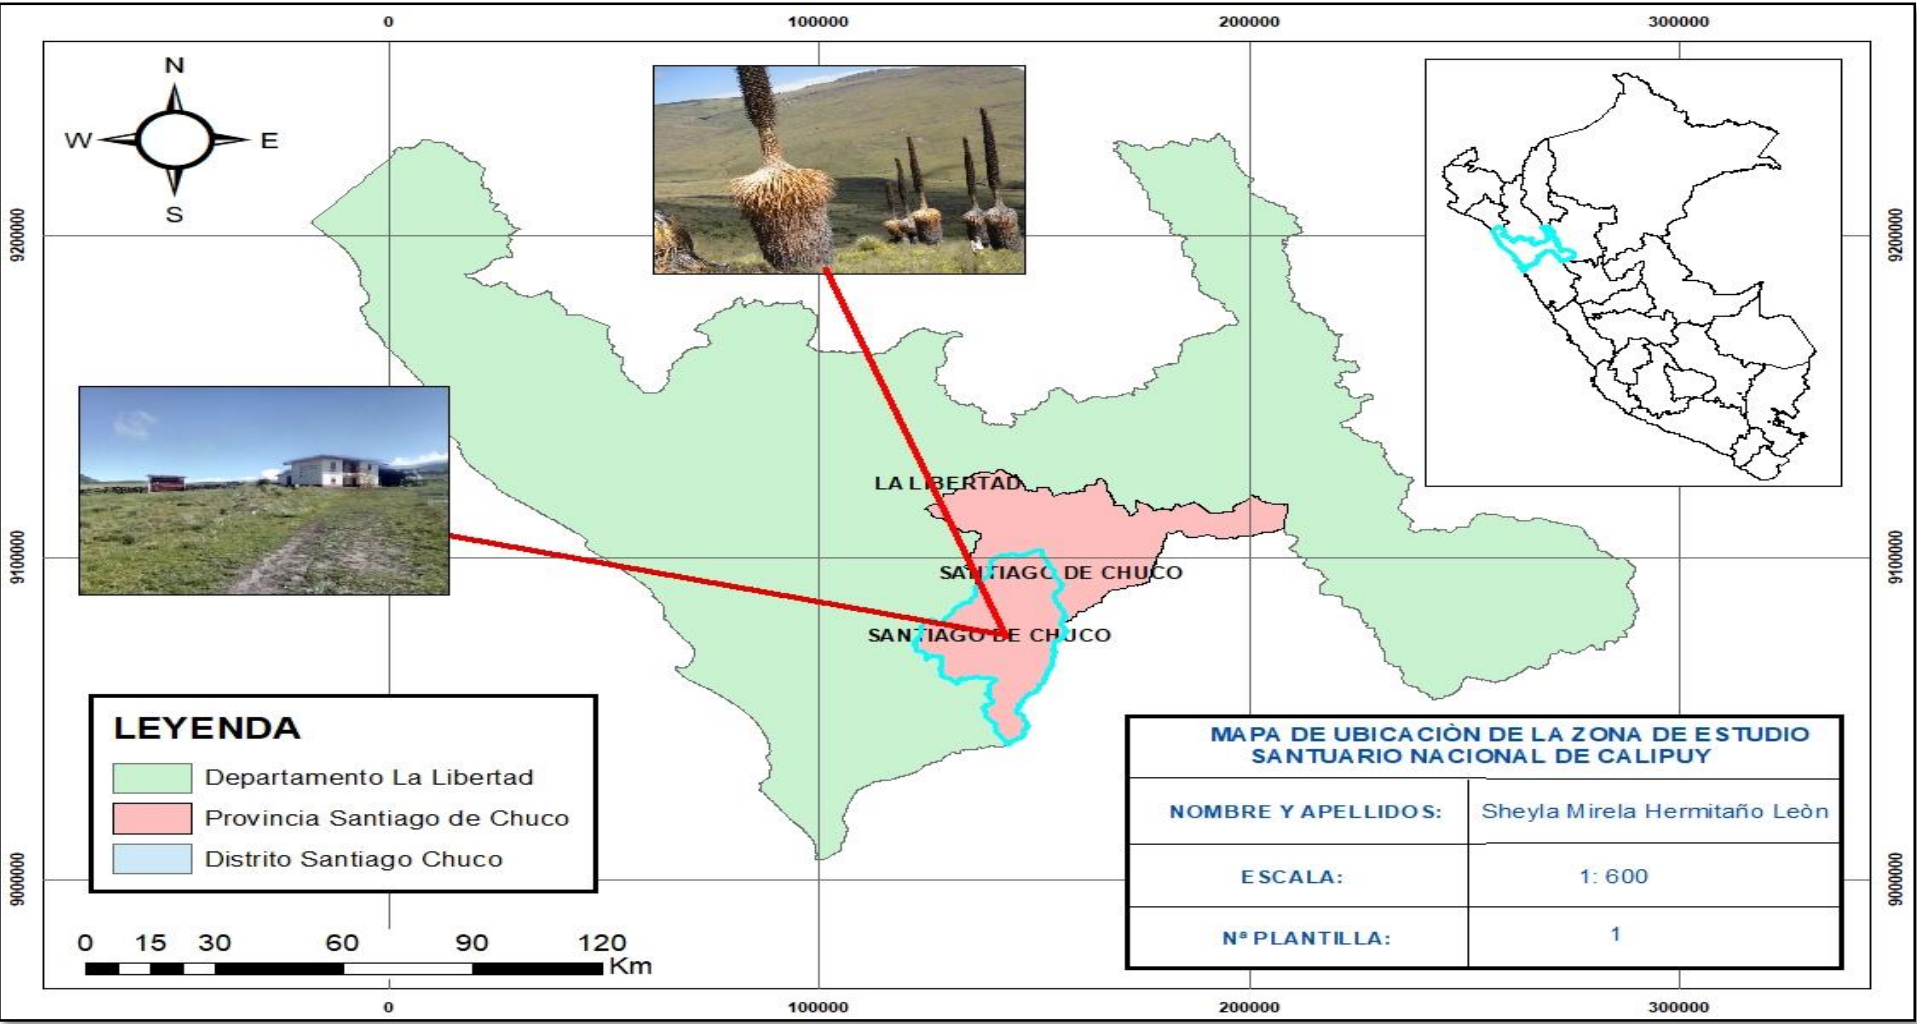 0 100000 200000 300000
N
W E
S
9200000 9200000
LA LIBERTAD
9100000 9100000
SANTIAGO DE CHUCO
SANTIAGO DE CHUCO
LEYENDA
Departamento La Libertad
Provincia Santiago de Chuco
Distrito Santiago Chuco
MAPA DE UBICACIÒN DE LA ZONA DE ESTUDIO
SANTUARIO NACIONAL DE CALIPUY
NOMBRE Y APELLIDOS: Sheyla Mirela Hermitaño Leòn
ESCALA: 1: 600
Nª PLANTILLA: 1
9000000 9000000
0 15 30 60 90 120
Km
0 100000 200000 300000